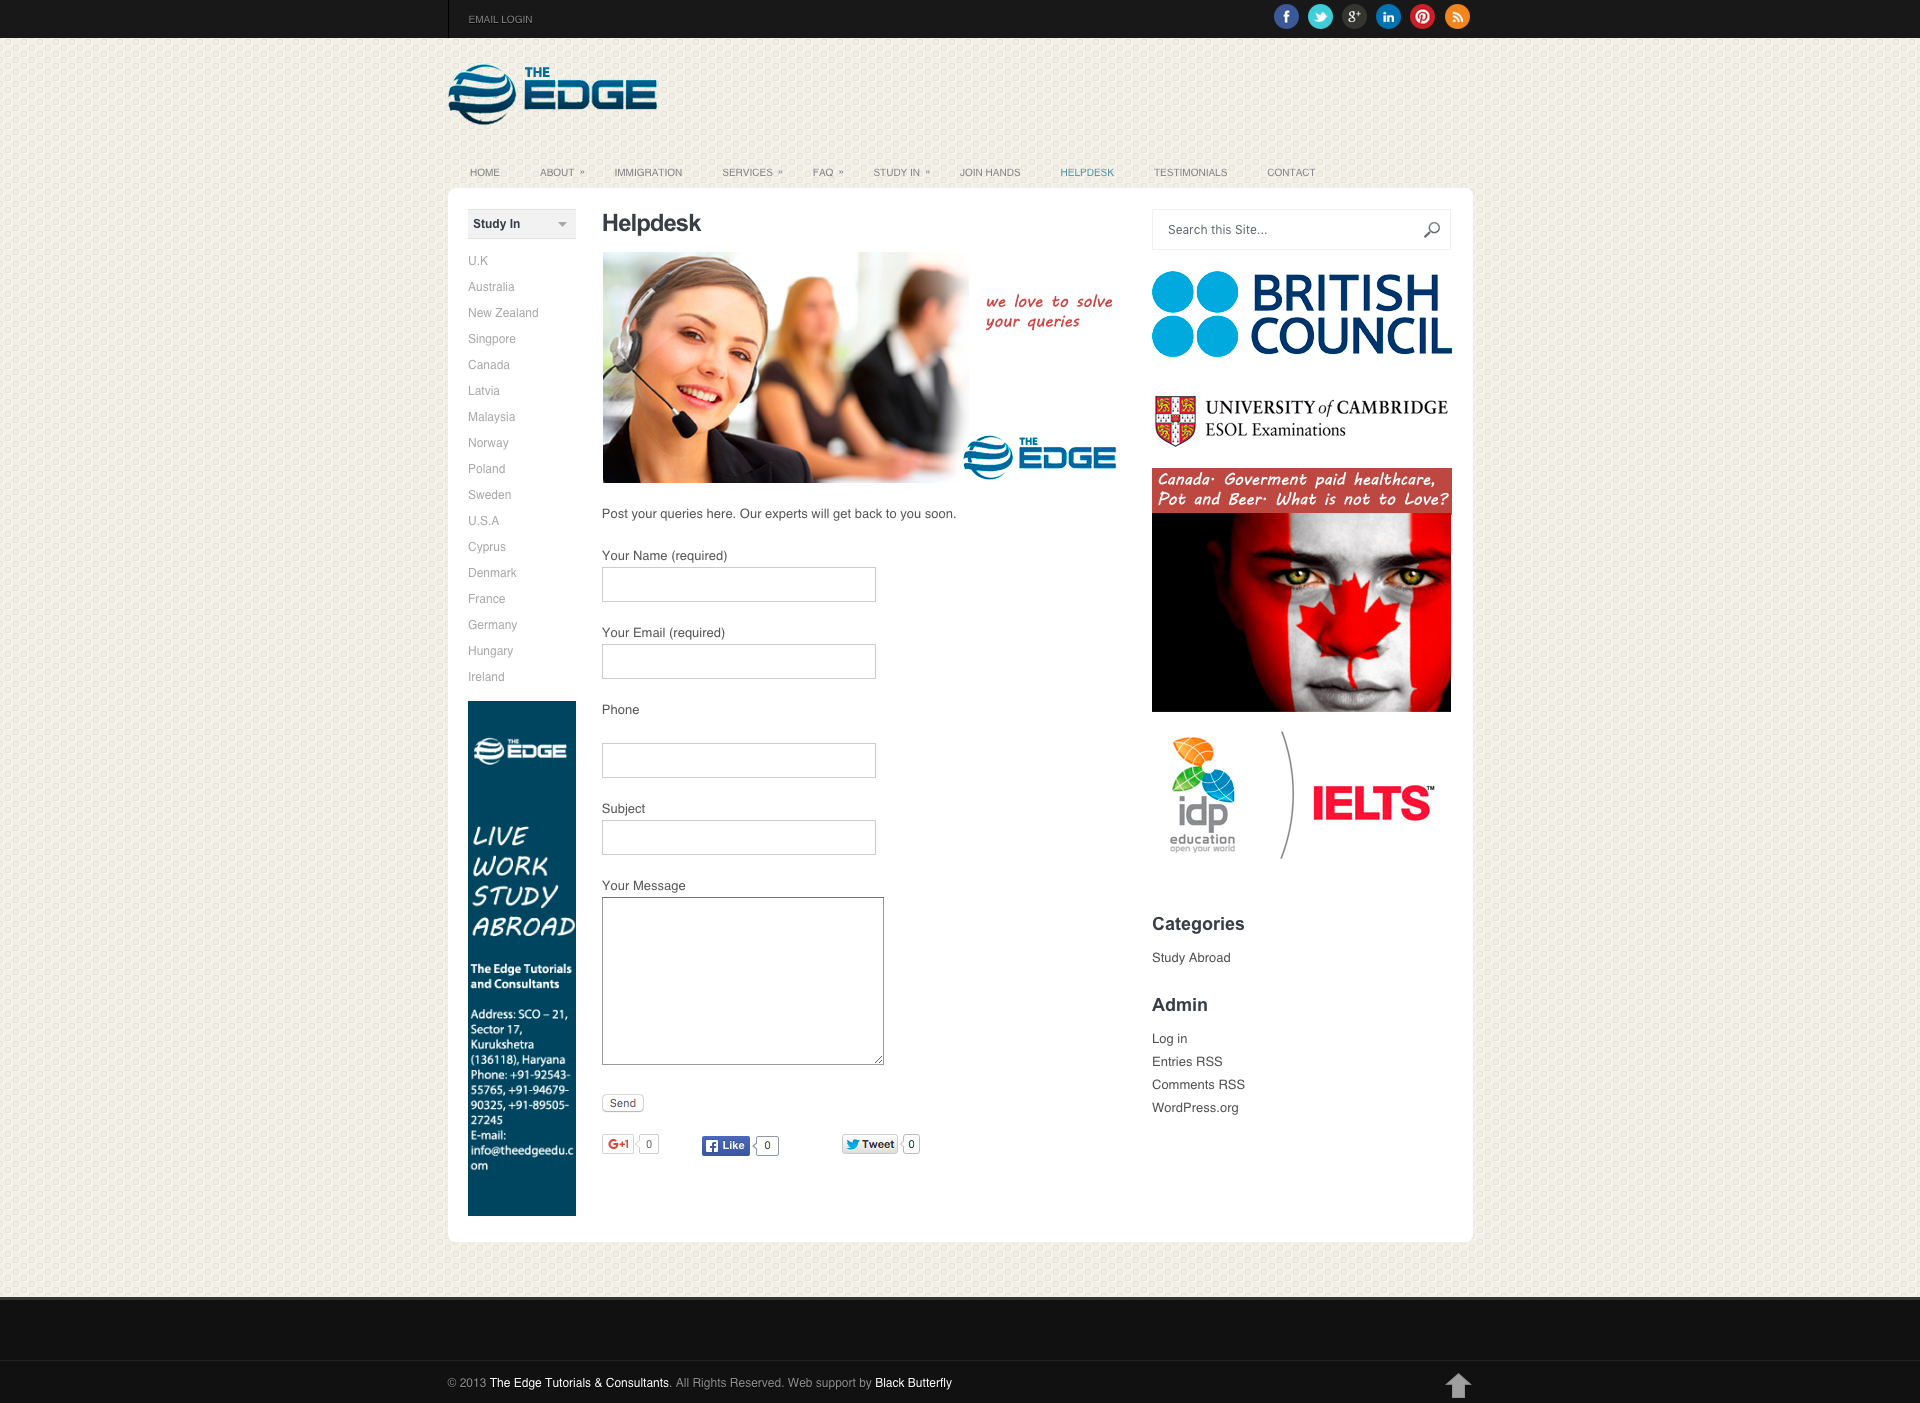 EMAIL LOGIN
THE
EDGE
HOME ABOUT » IMMIGRATION SERVICES » FAQ » STUDY IN » JOIN HANDS HELPDESK TESTIMONIALS CONTACT
Study In
U.K
Australia
New Zealand
Singpore
Canada
Latvia
Malaysia
Norway
Poland
Sweden
U.S.A
Cyprus
Denmark
France
Germany
Hungary
Ireland
THE
EDGE
LIVE
WORK
STUDY
ABROAD
The Edge Tutorials
and Consultants
Address: SCO – 21,
Sector 17,
Kurukshetra
(136118), Haryana
Phone: +91-92543-
55765, +91-94679-
90325, +91-89505-
27245
E-mail:
info@theedgeedu.c
om
Helpdesk
we love to solve
your queries
THE
EDGE
Post your queries here. Our experts will get back to you soon.
Your Name (required)
Your Email (required)
Phone
Subject
Your Message
Send
G+1 0 Like 0 Tweet 0
Search this Site...
BRITISH
COUNCIL
UNIVERSITY of CAMBRIDGE
ESOL Examinations
Canada. Goverment paid healthcare,
Pot and Beer. What is not to Love?
idp
education
open your world
IELTS™
Categories
Study Abroad
Admin
Log in
Entries RSS
Comments RSS
WordPress.org
© 2013 The Edge Tutorials & Consultants. All Rights Reserved. Web support by Black Butterfly